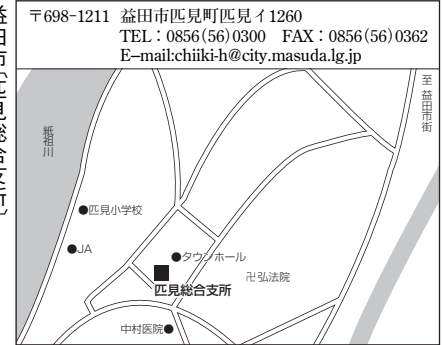 益田市〔匹見総合支所〕
〒698-1211 益田市匹見町匹見イ1260
TEL：0856(56)0300 FAX：0856(56)0362
E-mail:chiiki-h@city.masuda.lg.jp
至 益田市街
紙祖川
●匹見小学校
●JA
●タウンホール
卍弘法院
匹見総合支所
中村医院●